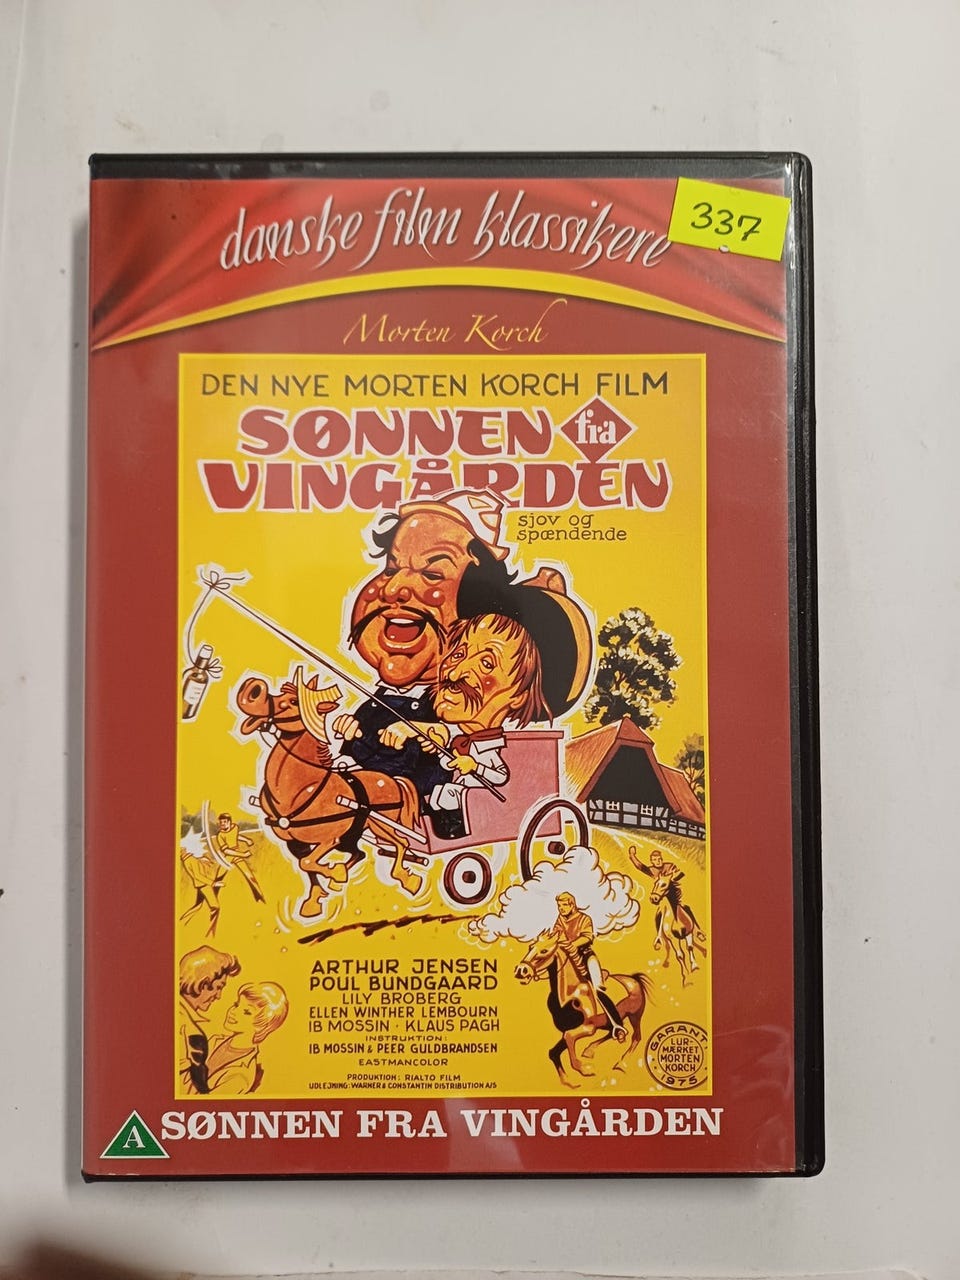 danske film klassikere
337
Morten Korch
DEN NYE MORTEN KORCH FILM
SØNNEN fra
VINGÅRDEN
sjov og
spændende
ARTHUR JENSEN
POUL BUNDGAARD
LILY BROBERG
ELLEN WINTHER LEMBOURN
IB MOSSIN · KLAUS PAGH
INSTRUKTION:
IB MOSSIN & PEER GULDBRANDSEN
EASTMANCOLOR
PRODUKTION: RIALTO FILM
UDLEJNING: WARNER & CONSTANTIN DISTRIBUTION A/S
GARANT
LUR-
MÆRKET
MORTEN
KORCH
1975
A SØNNEN FRA VINGÅRDEN